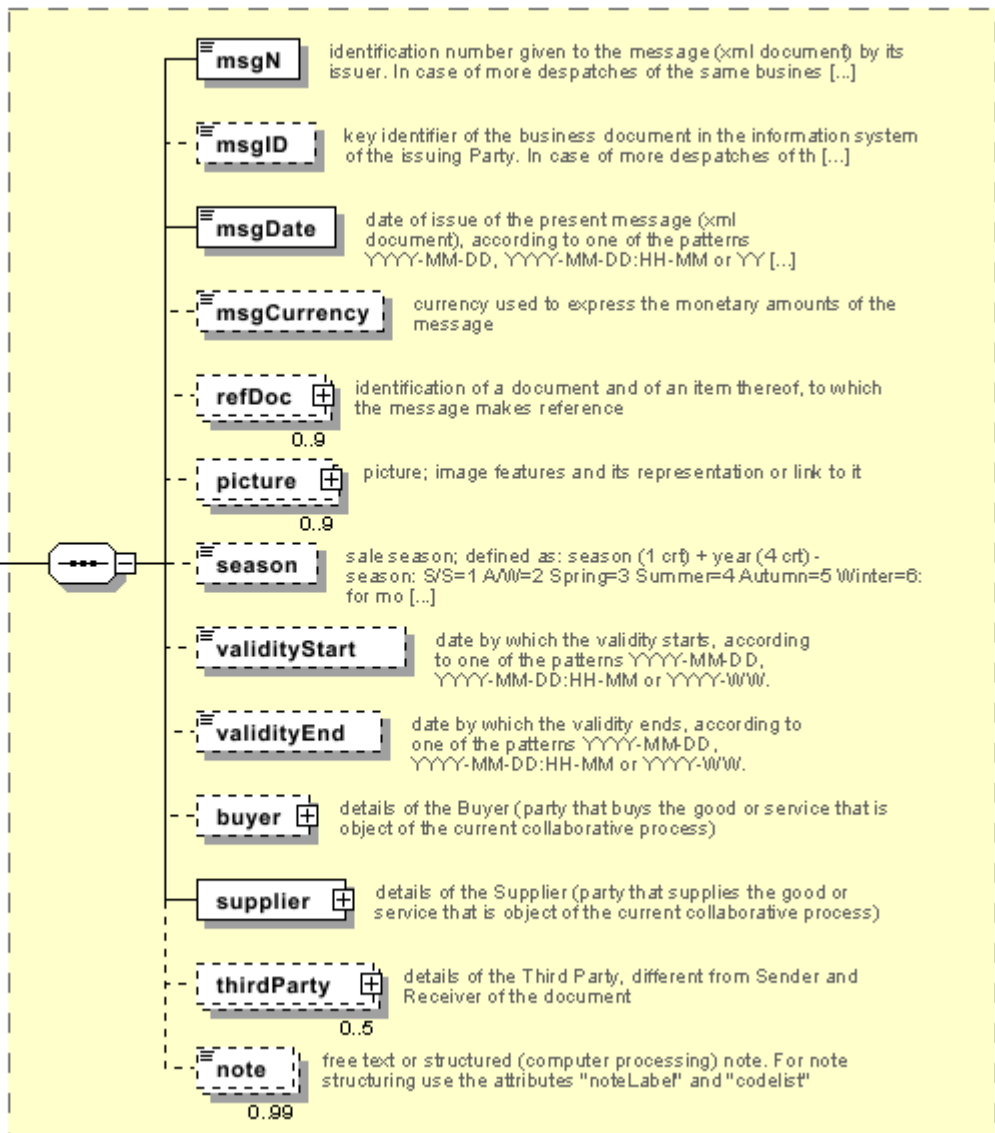 msgN
identification number given to the message (xml document) by its
issuer. In case of more despatches of the same busines [...]
msgID
key identifier of the business document in the information system
of the issuing Party. In case of more despatches of th [...]
msgDate
date of issue of the present message (xml
document), according to one of the patterns
YYYY-MM-DD, YYYY-MM-DD:HH-MM or YY [...]
msgCurrency
currency used to express the monetary amounts of the
message
refDoc
identification of a document and of an item thereof, to which
the message makes reference
0..9
picture
picture; image features and its representation or link to it
0..9
season
sale season; defined as: season (1 crt) + year (4 crt) -
season: S/S=1 A/W=2 Spring=3 Summer=4 Autumn=5 Winter=6:
for mo [...]
validityStart
date by which the validity starts, according
to one of the patterns YYYY-MM-DD,
YYYY-MM-DD:HH-MM or YYYY-WW.
validityEnd
date by which the validity ends, according to
one of the patterns YYYY-MM-DD,
YYYY-MM-DD:HH-MM or YYYY-WW.
buyer
details of the Buyer (party that buys the good or service that is
object of the current collaborative process)
supplier
details of the Supplier (party that supplies the good or
service that is object of the current collaborative process)
thirdParty
details of the Third Party, different from Sender and
Receiver of the document
0..5
note
free text or structured (computer processing) note. For note
structuring use the attributes "noteLabel" and "codelist"
0..99